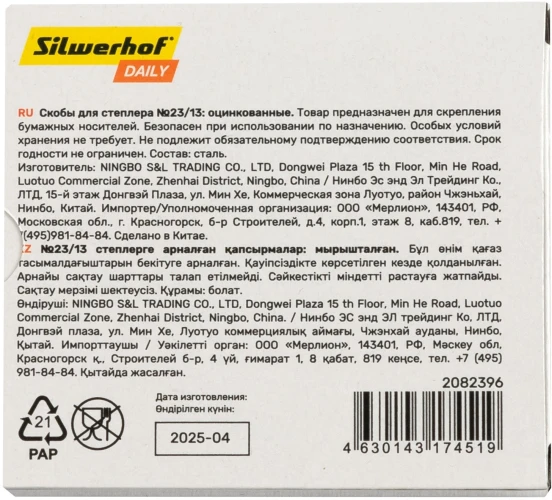 Silwerhof®
DAILY
RU Скобы для степлера №23/13: оцинкованные. Товар предназначен для скрепления
бумажных носителей. Безопасен при использовании по назначению. Особых условий
хранения не требует. Не подлежит обязательному подтверждению соответствия. Срок
годности не ограничен. Состав: сталь.
Изготовитель: NINGBO S&L TRADING CO., LTD, Dongwei Plaza 15 th Floor, Min He Road,
Luotuo Commercial Zone, Zhenhai District, Ningbo, China / Нинбо Эс энд Эл Трейдинг Ко.,
ЛТД, 15-й этаж Донгвэй Плаза, ул. Мин Хе, Коммерческая зона Луотуо, район Чжэньхай,
Нинбо, Китай. Импортер/Уполномоченная организация: ООО «Мерлион», 143401, РФ,
Московская обл., г. Красногорск, б-р Строителей, д.4, корп.1, этаж 8, каб.819, тел. +
7(495)981-84-84. Сделано в Китае.
KZ №23/13 степлерге арналған қапсырмалар: мырышталған. Бұл өнім қағаз
тасымалдағыштарын бекітуге арналған. Қауіпсіздікте көрсетілген кезде қолданылған.
Арнайы сақтау шарттары талап етілмейді. Сәйкестікті міндетті растауға жатпайды.
Сақтау мерзімі шектеусіз. Құрамы: болат.
Өндіруші: NINGBO S&L TRADING CO., LTD, Dongwei Plaza 15 th Floor, Min He Road, Luotuo
Commercial Zone, Zhenhai District, Ningbo, China. / Нинбо ЭС энд ЭЛ трейдинг Ко, ЛТД,
Донгвэй плаза, ул. Мин Хе, Луотуо коммерциялық аймағы, Чжэнхай ауданы, Нинбо,
Қытай. Импорттаушы / Уәкілетті орган: ООО «Мерлион», 143401, РФ, Мәскеу обл,
Красногорск қ., Строителей б-р, 4 үй, ғимарат 1, 8 қабат, 819 кеңсе, тел. +7 (495)
981-84-84. Қытайда жасалған.
2082396
Дата изготовления:
Өндірілген күнін:
2025-04
21
PAP
4 630143 174519